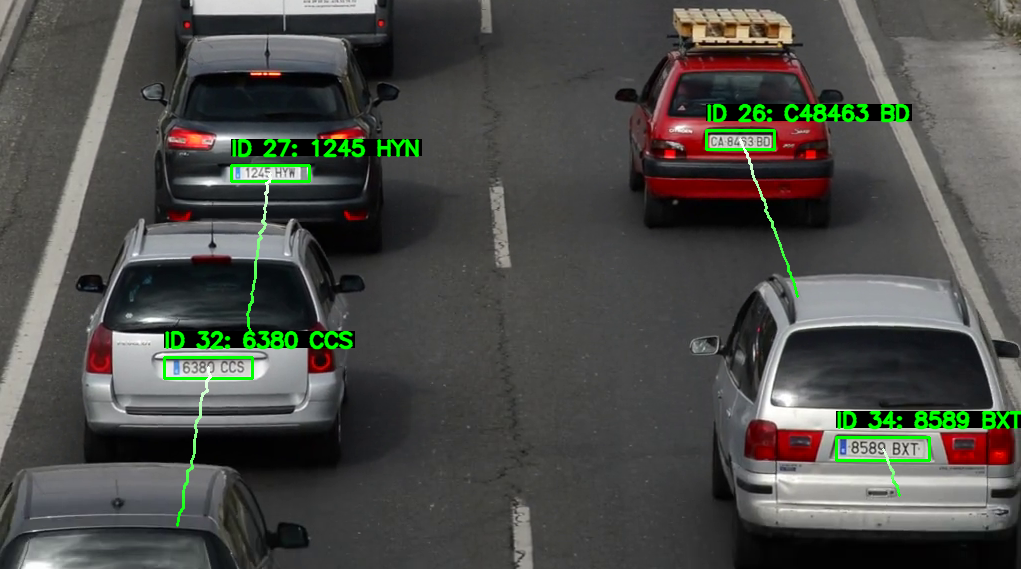 ID 26: C48463 BD
CITROËN
CA 8463 BD
ID 27: 1245 HYN
1245 HYW
ID 32: 6380 CCS
6380 CCS
ID 34: 8589 BXT
8589 BXT